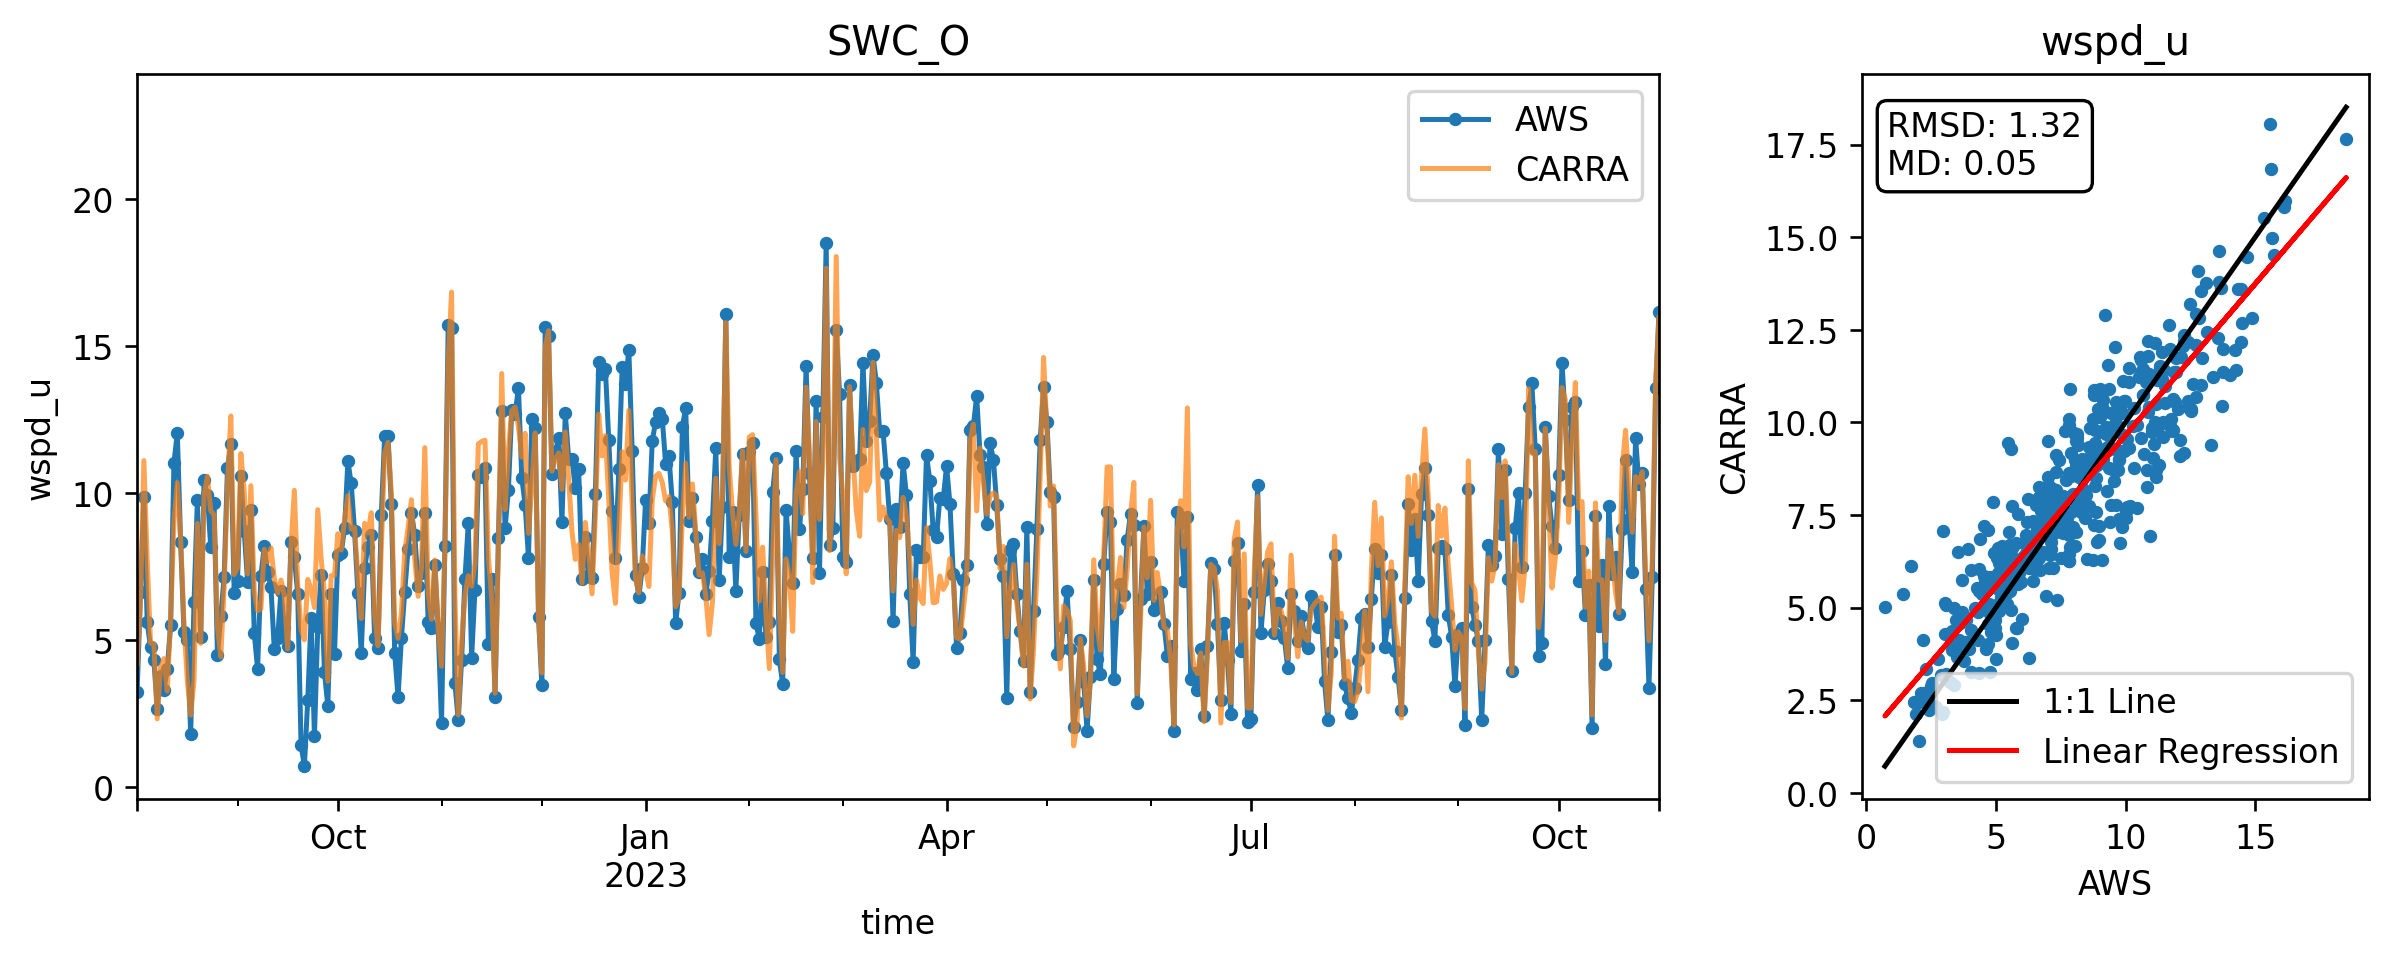 SWC_O
wspd_u
20
15
10
5
0
Oct
Jan
2023
Apr
Jul
Oct
time
AWS
CARRA
wspd_u
CARRA
17.5
15.0
12.5
10.0
7.5
5.0
2.5
0.0
0
5
10
15
AWS
RMSD: 1.32
MD: 0.05
1:1 Line
Linear Regression